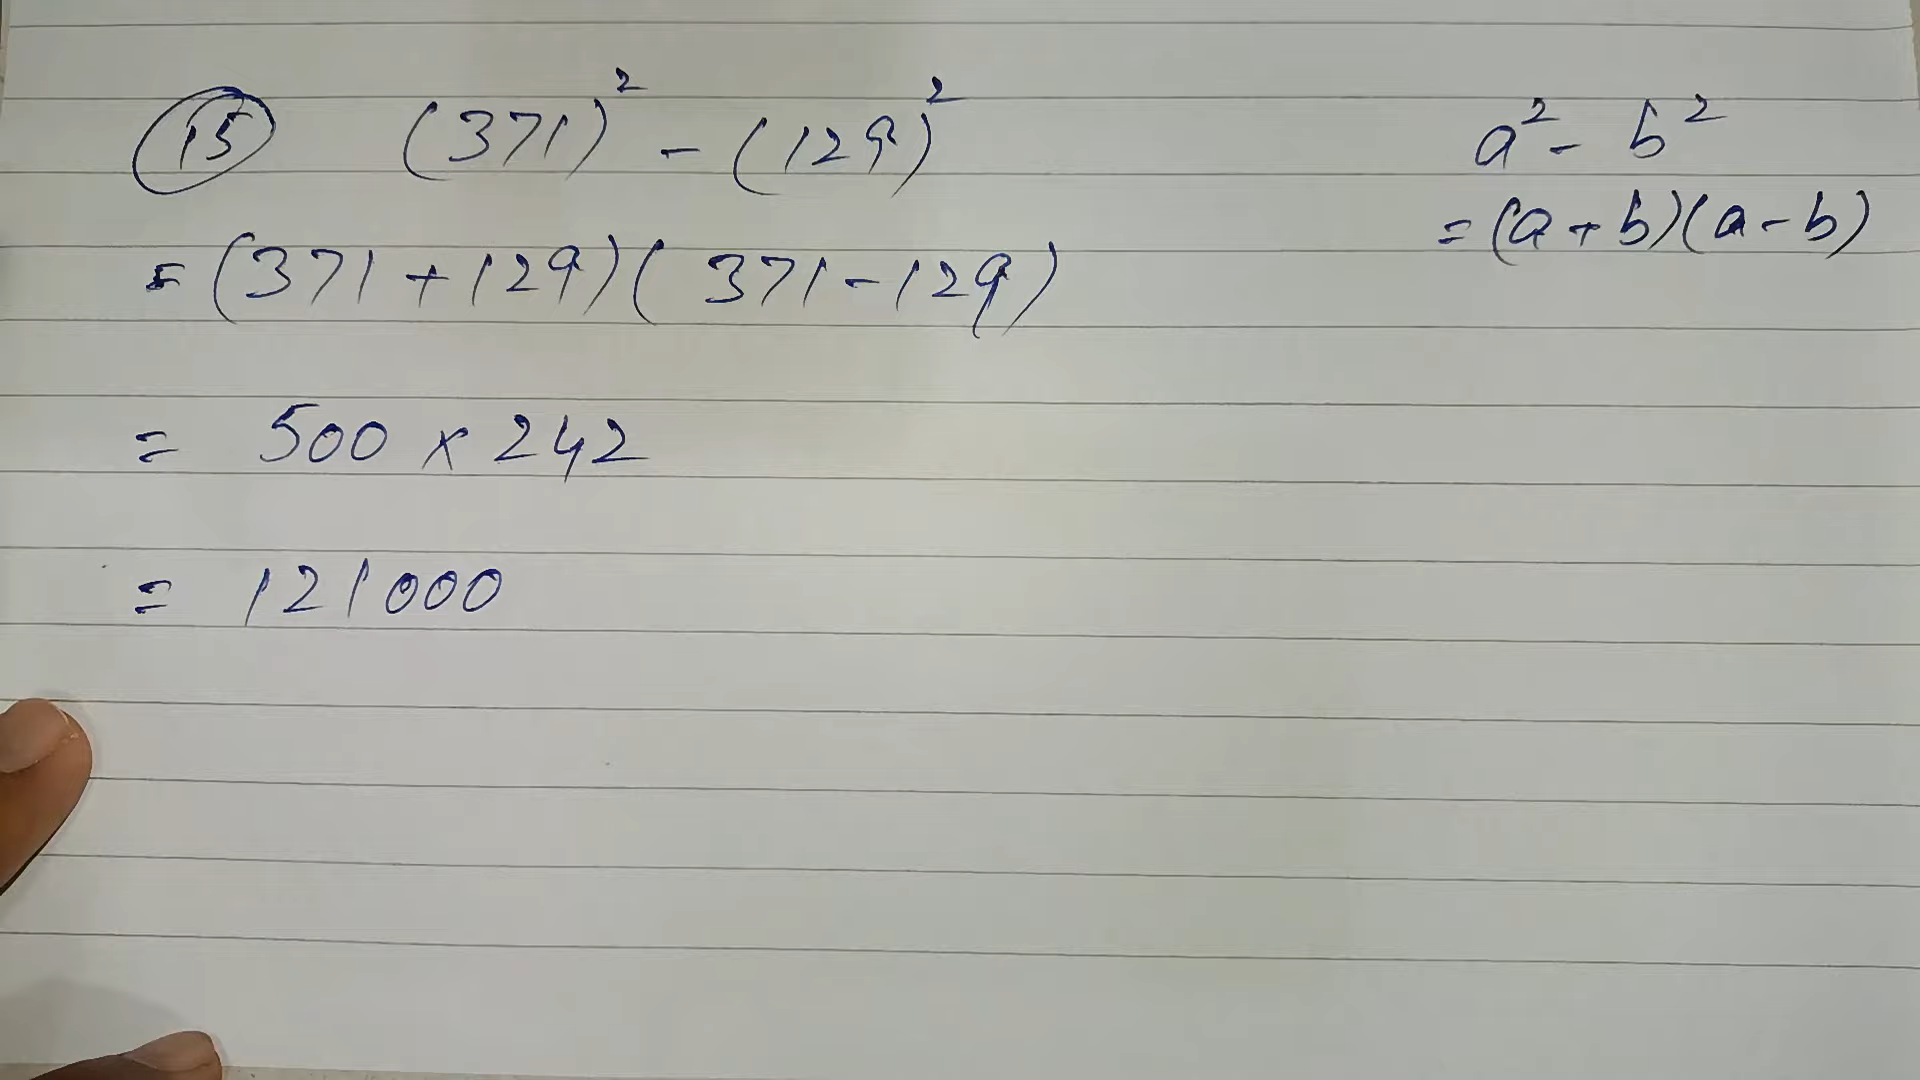 15 (371)² - (129)²
= (371 + 129)(371 - 129)
= 500 × 242
= 121000
a² - b²
= (a + b)(a - b)